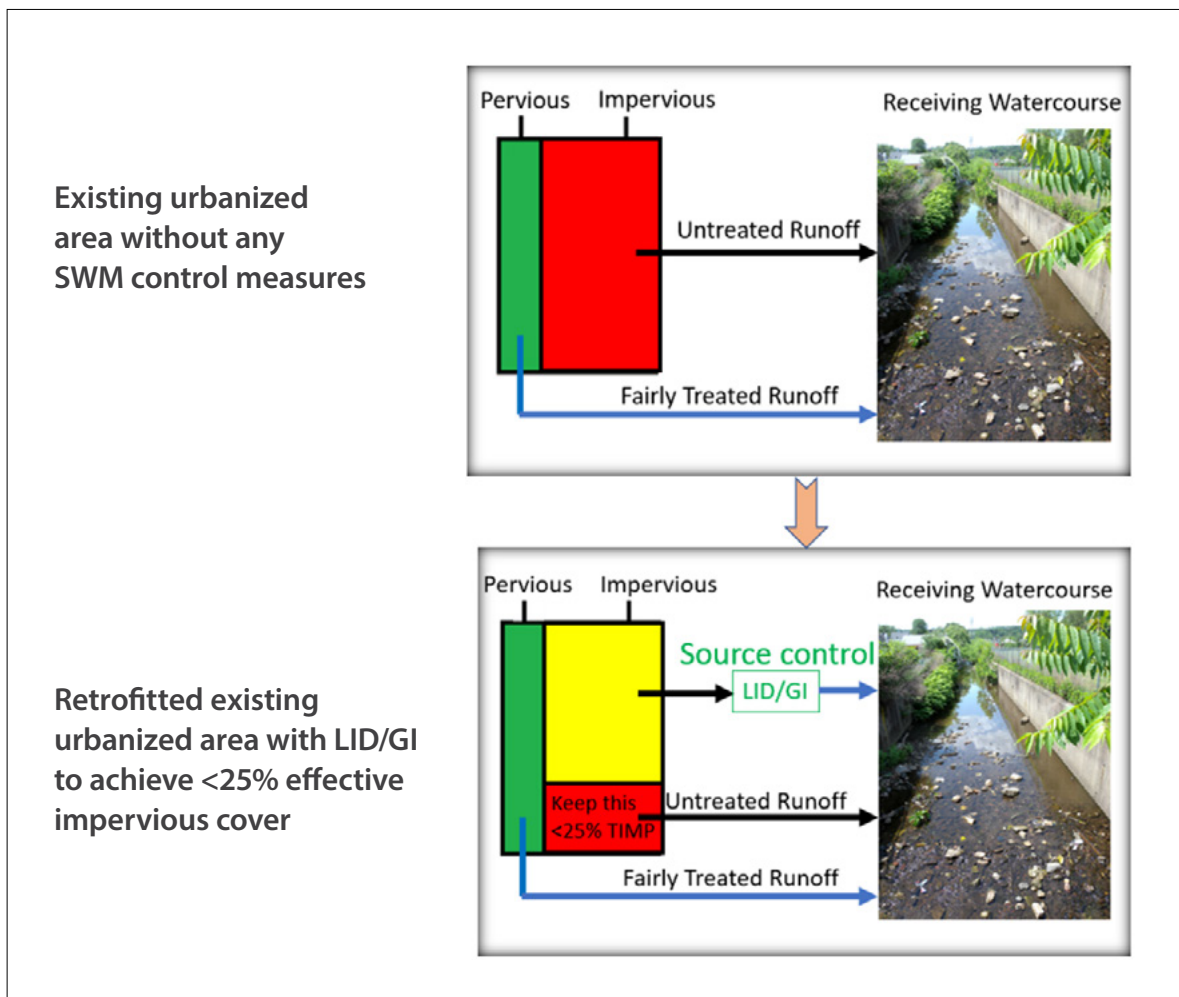 Existing urbanized
area without any
SWM control measures
Pervious
Impervious
Receiving Watercourse
Untreated Runoff
Fairly Treated Runoff
Retrofitted existing
urbanized area with LID/GI
to achieve <25% effective
impervious cover
Pervious
Impervious
Receiving Watercourse
Source control
LID/GI
Keep this
<25% TIMP
Untreated Runoff
Fairly Treated Runoff